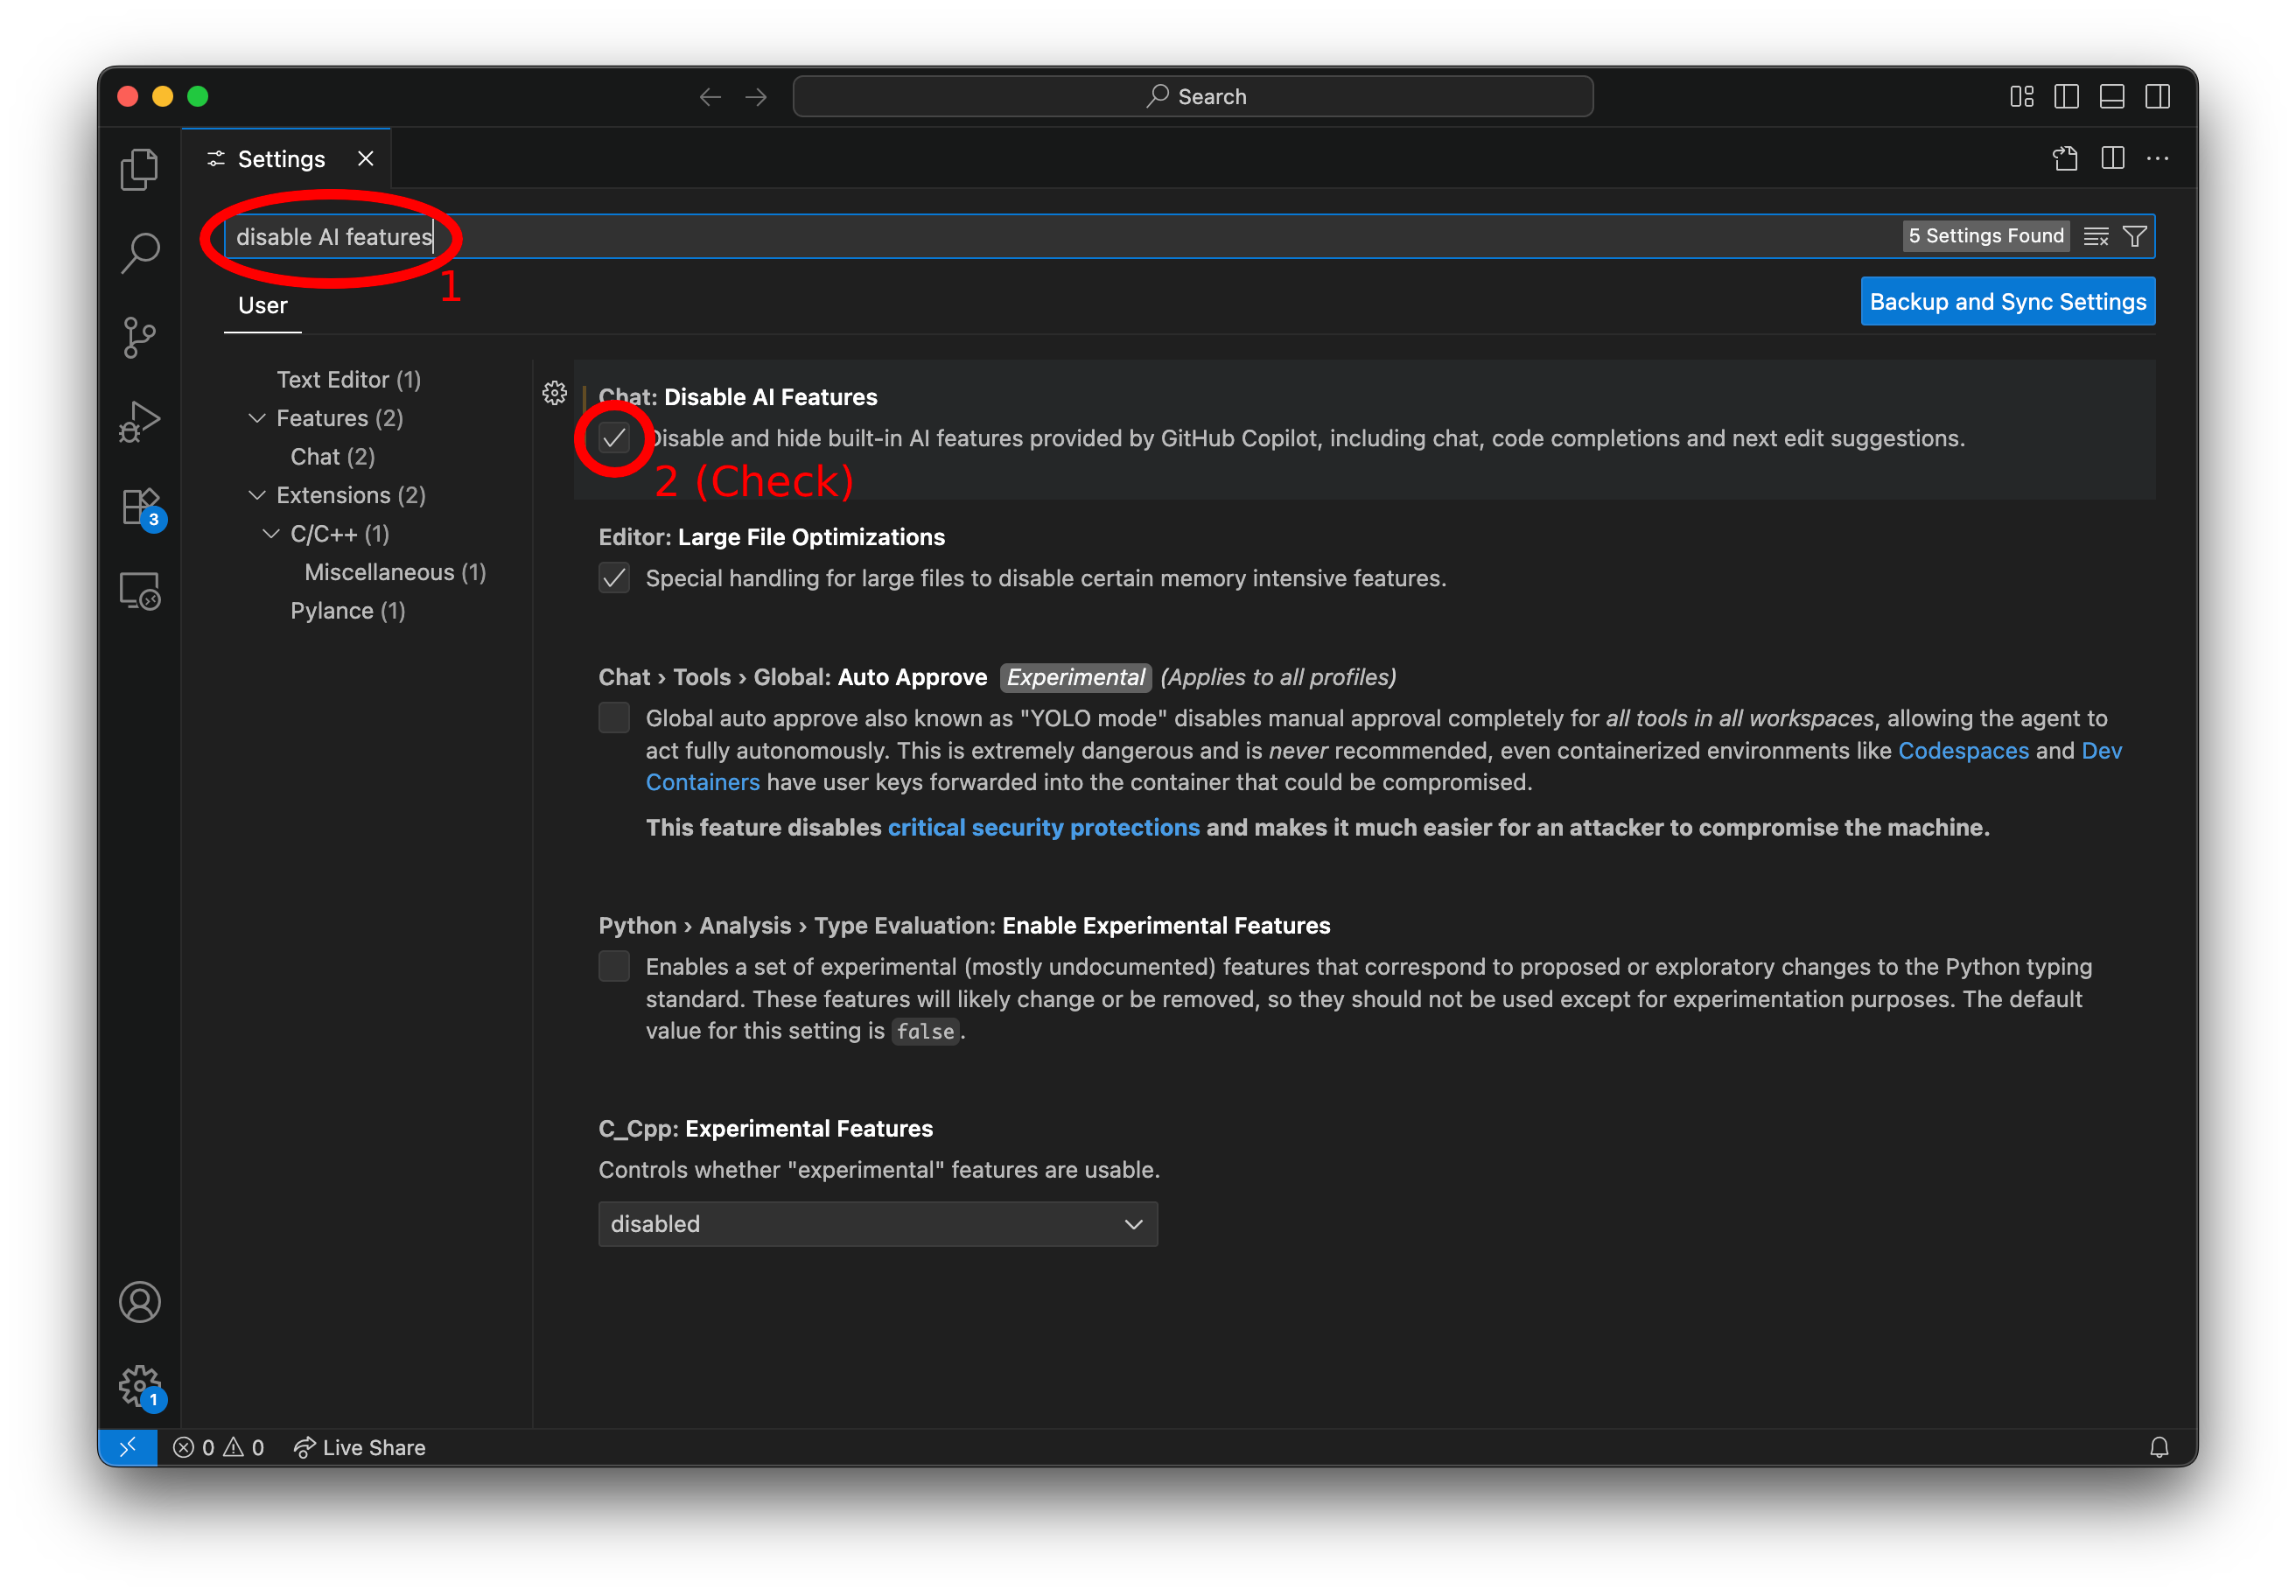 Search
Settings
disable AI features
5 Settings Found
1
User
Backup and Sync Settings
Text Editor (1)
Features (2)
Chat (2)
Extensions (2)
C/C++ (1)
Miscellaneous (1)
Pylance (1)
Chat: Disable AI Features
Disable and hide built-in AI features provided by GitHub Copilot, including chat, code completions and next edit suggestions.
2 (Check)
Editor: Large File Optimizations
Special handling for large files to disable certain memory intensive features.
Chat › Tools › Global: Auto Approve Experimental (Applies to all profiles)
Global auto approve also known as "YOLO mode" disables manual approval completely for all tools in all workspaces, allowing the agent to
act fully autonomously. This is extremely dangerous and is never recommended, even containerized environments like Codespaces and Dev
Containers have user keys forwarded into the container that could be compromised.
This feature disables critical security protections and makes it much easier for an attacker to compromise the machine.
Python › Analysis › Type Evaluation: Enable Experimental Features
Enables a set of experimental (mostly undocumented) features that correspond to proposed or exploratory changes to the Python typing
standard. These features will likely change or be removed, so they should not be used except for experimentation purposes. The default
value for this setting is false.
C_Cpp: Experimental Features
Controls whether "experimental" features are usable.
disabled
3
1
0 0 Live Share